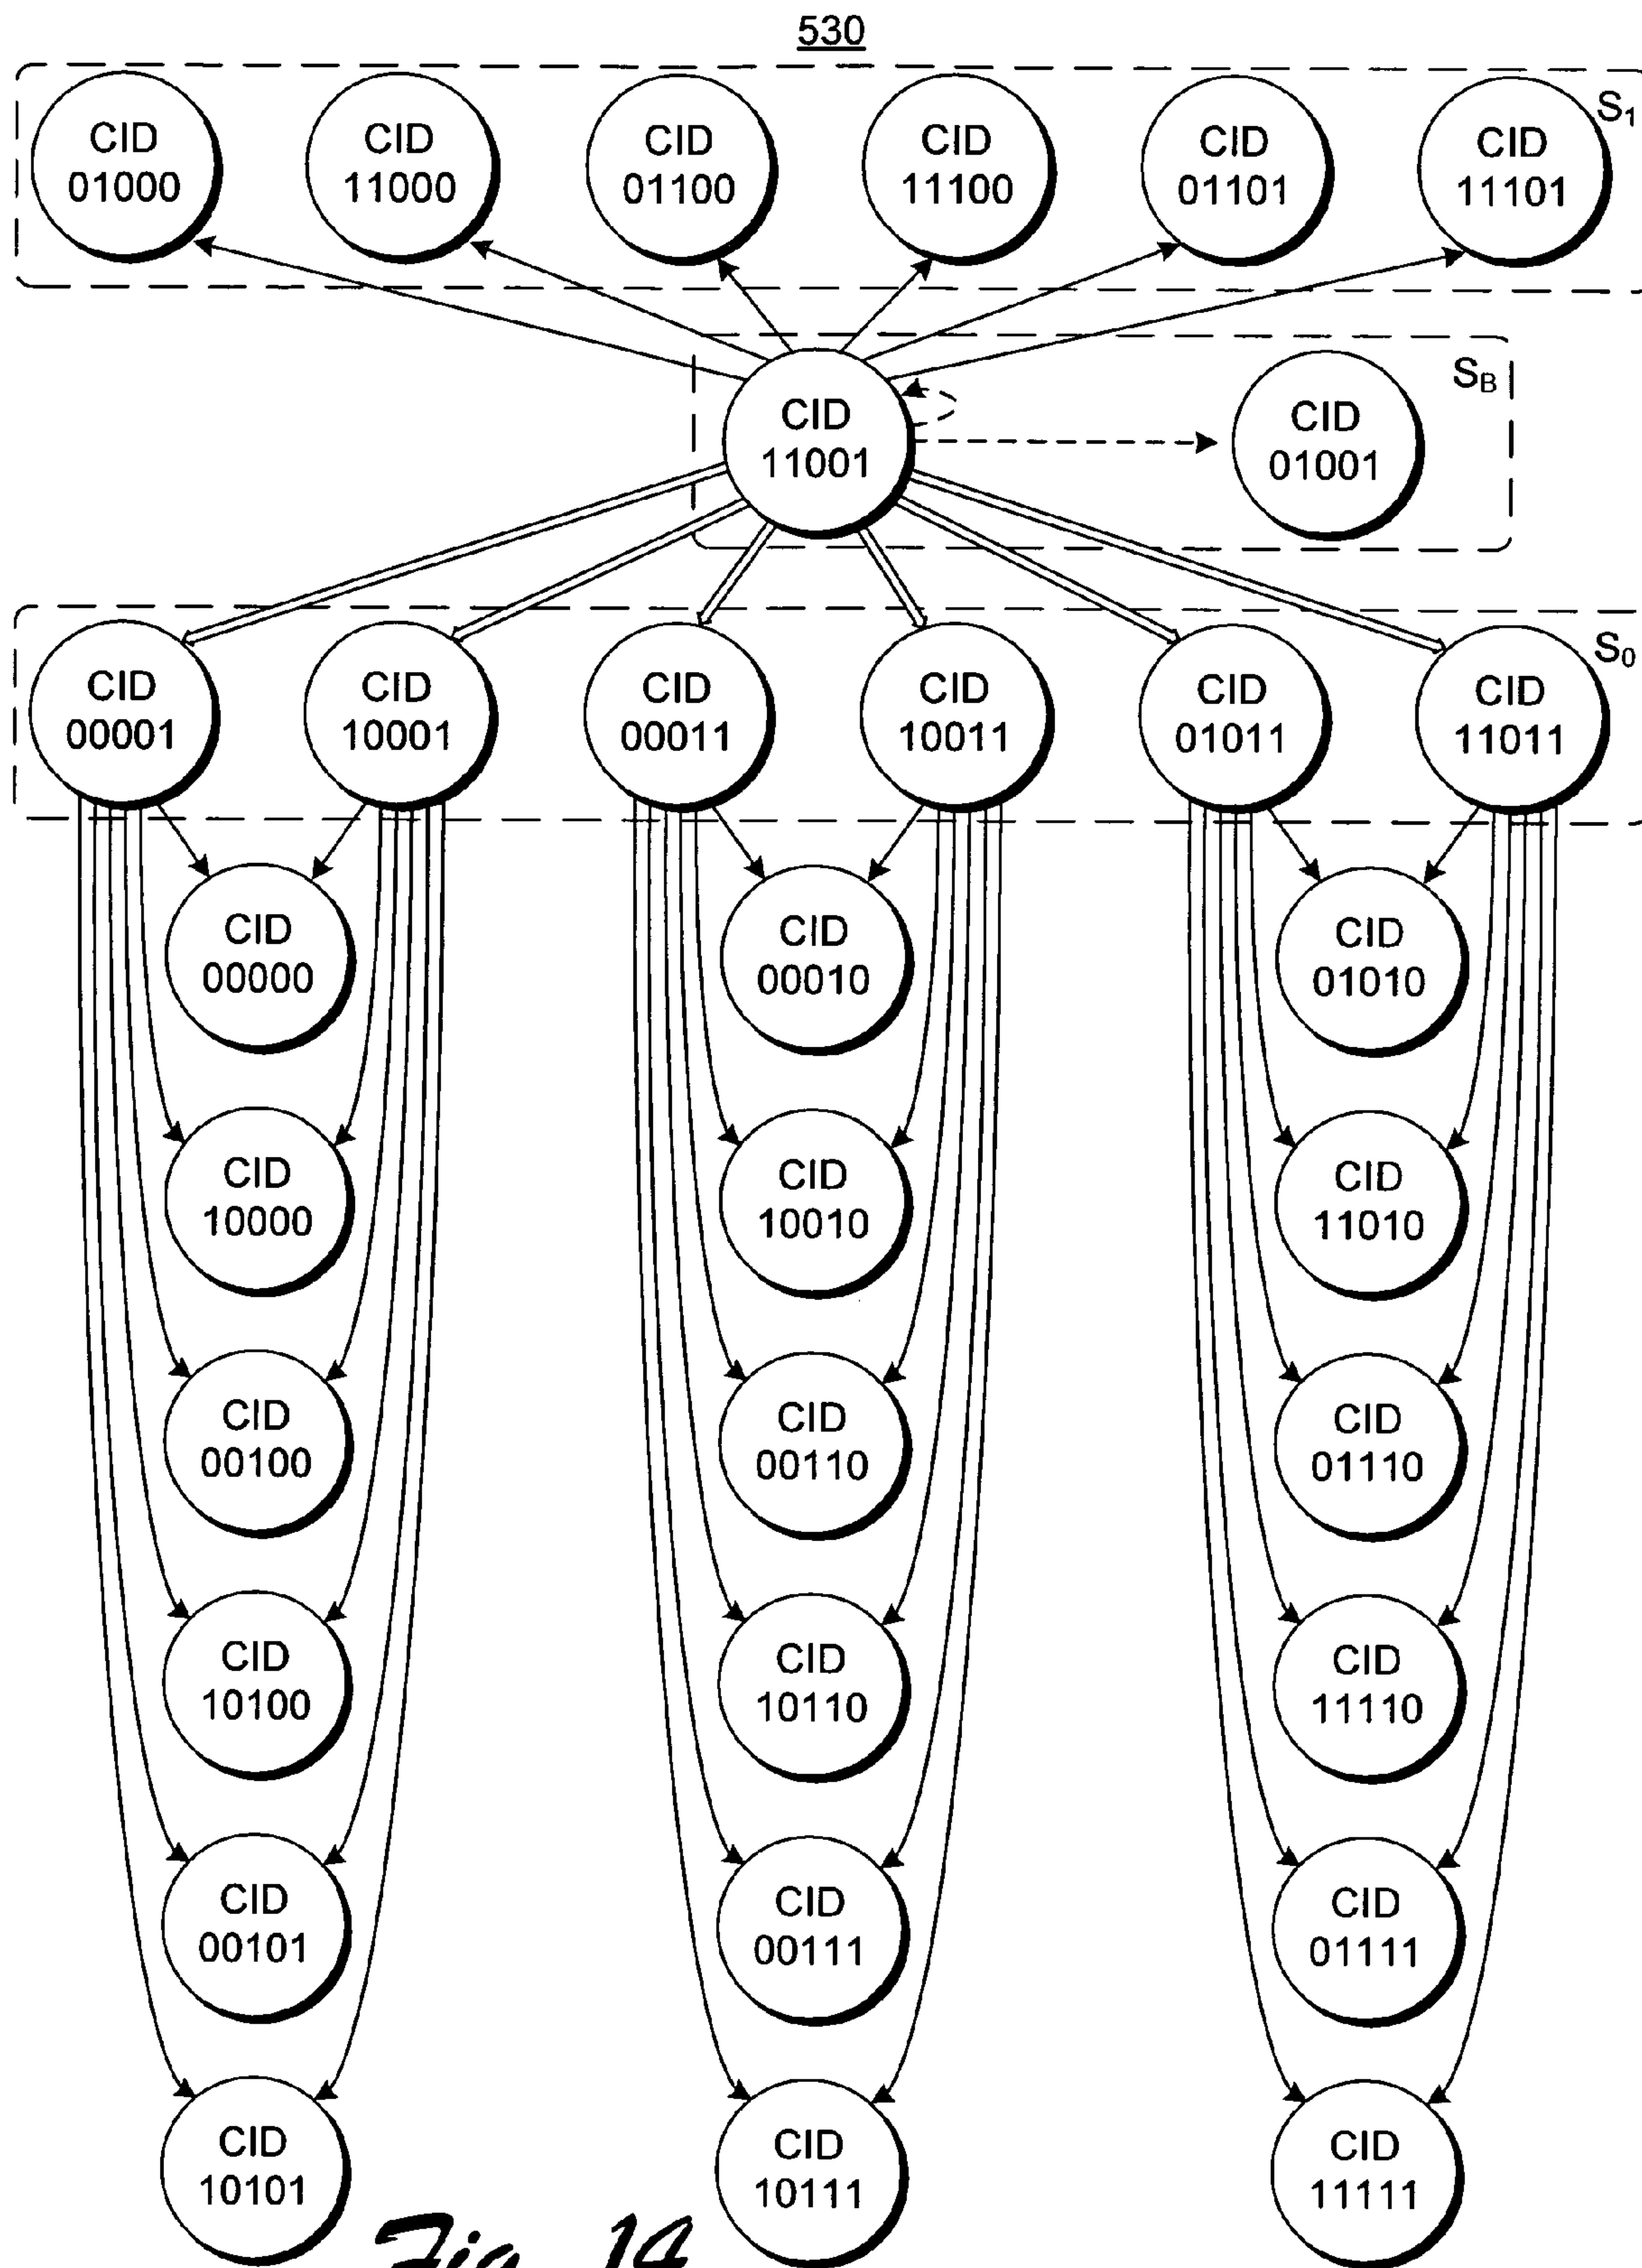 530
CID
01000
CID
11000
CID
01100
CID
11100
CID
01101
CID
11101
S1
CID
11001
CID
01001
SB
CID
00001
CID
10001
CID
00011
CID
10011
CID
01011
CID
11011
S0
CID
00000
CID
00010
CID
01010
CID
10000
CID
10010
CID
11010
CID
00100
CID
00110
CID
01110
CID
10100
CID
10110
CID
11110
CID
00101
CID
00111
CID
01111
CID
10101
CID
10111
CID
11111
Fig. 14